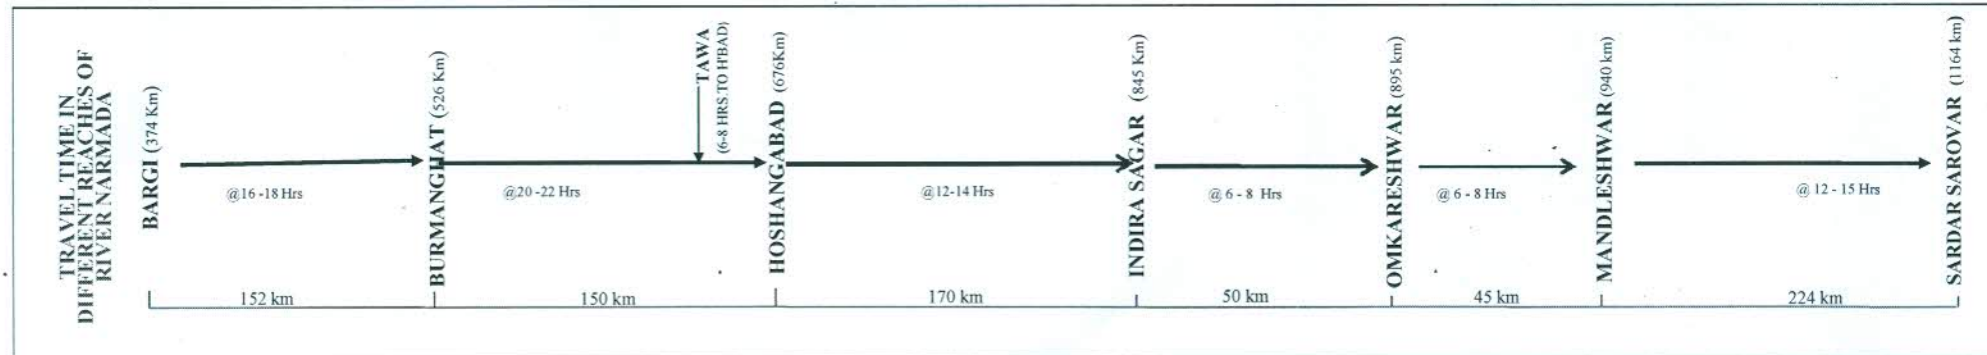 TRAVEL TIME IN
DIFFERENT REACHES OF
RIVER NARMADA
BARGI (374 Km)
BURMANGHAT (526 Km)
TAWA
(6-8 HRS.TO H'BAD)
HOSHANGABAD (676Km)
INDIRA SAGAR (845 Km)
OMKARESHWAR (895 km)
MANDLESHWAR (940 km)
SARDAR SAROVAR (1164 km)
@16 -18 Hrs
@20 -22 Hrs
@12-14 Hrs
@ 6 - 8 Hrs
@ 6 - 8 Hrs
@ 12 - 15 Hrs
152 km
150 km
170 km
50 km
45 km
224 km